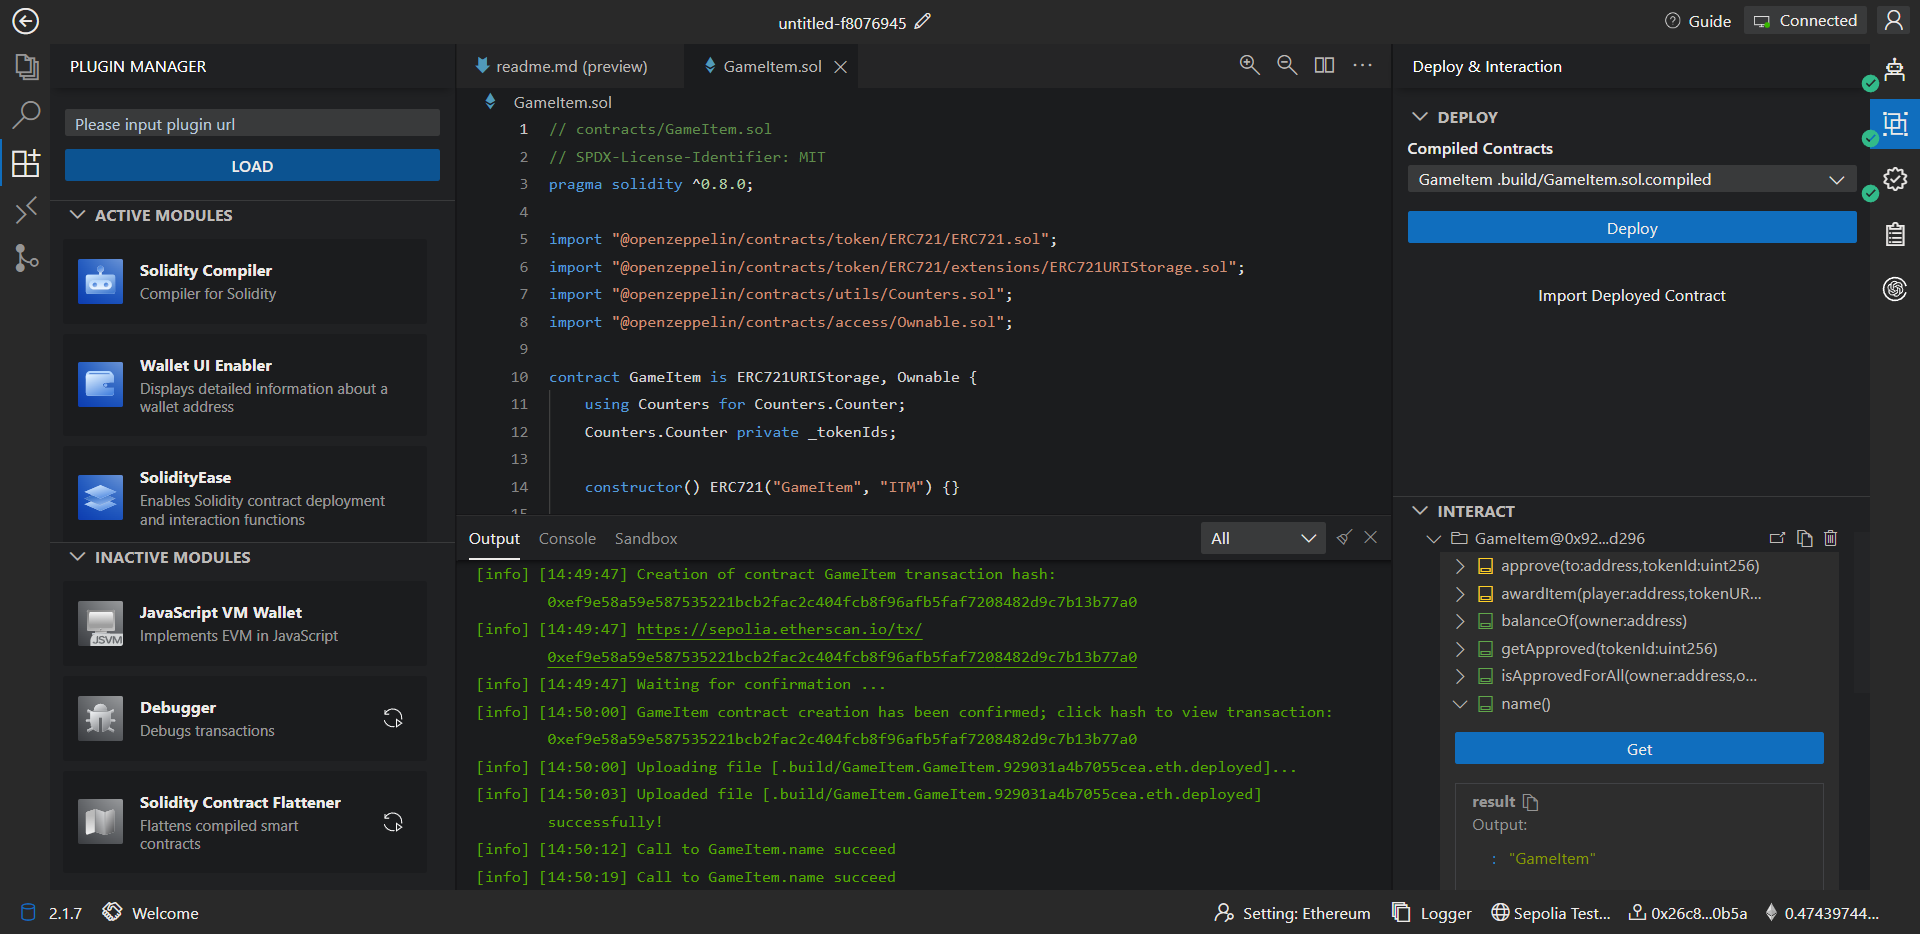 untitled-f8076945
Guide
Connected
PLUGIN MANAGER
Please input plugin url
LOAD
ACTIVE MODULES
Solidity Compiler
Compiler for Solidity
Wallet UI Enabler
Displays detailed information about a
wallet address
SolidityEase
Enables Solidity contract deployment
and interaction functions
INACTIVE MODULES
JavaScript VM Wallet
Implements EVM in JavaScript
JSVM
Debugger
Debugs transactions
Solidity Contract Flattener
Flattens compiled smart
contracts
readme.md (preview)
GameItem.sol
GameItem.sol
1 // contracts/GameItem.sol
2 // SPDX-License-Identifier: MIT
3 pragma solidity ^0.8.0;
4
5 import "@openzeppelin/contracts/token/ERC721/ERC721.sol";
6 import "@openzeppelin/contracts/token/ERC721/extensions/ERC721URIStorage.sol";
7 import "@openzeppelin/contracts/utils/Counters.sol";
8 import "@openzeppelin/contracts/access/Ownable.sol";
9
10 contract GameItem is ERC721URIStorage, Ownable {
11 using Counters for Counters.Counter;
12 Counters.Counter private _tokenIds;
13
14 constructor() ERC721("GameItem", "ITM") {}
15
Output Console Sandbox
All
[info] [14:49:47] Creation of contract GameItem transaction hash:
0xef9e58a59e587535221bcb2fac2c404fcb8f96afb5faf7208482d9c7b13b77a0
[info] [14:49:47] https://sepolia.etherscan.io/tx/
0xef9e58a59e587535221bcb2fac2c404fcb8f96afb5faf7208482d9c7b13b77a0
[info] [14:49:47] Waiting for confirmation ...
[info] [14:50:00] GameItem contract creation has been confirmed; click hash to view transaction:
0xef9e58a59e587535221bcb2fac2c404fcb8f96afb5faf7208482d9c7b13b77a0
[info] [14:50:00] Uploading file [.build/GameItem.GameItem.929031a4b7055cea.eth.deployed]...
[info] [14:50:03] Uploaded file [.build/GameItem.GameItem.929031a4b7055cea.eth.deployed]
successfully!
[info] [14:50:12] Call to GameItem.name succeed
[info] [14:50:19] Call to GameItem.name succeed
Deploy & Interaction
DEPLOY
Compiled Contracts
GameItem .build/GameItem.sol.compiled
Deploy
Import Deployed Contract
INTERACT
GameItem@0x92...d296
approve(to:address,tokenId:uint256)
awardItem(player:address,tokenUR...
balanceOf(owner:address)
getApproved(tokenId:uint256)
isApprovedForAll(owner:address,o...
name()
Get
result
Output:
: "GameItem"
2.1.7
Welcome
Setting: Ethereum
Logger
Sepolia Test...
0x26c8...0b5a
0.47439744...